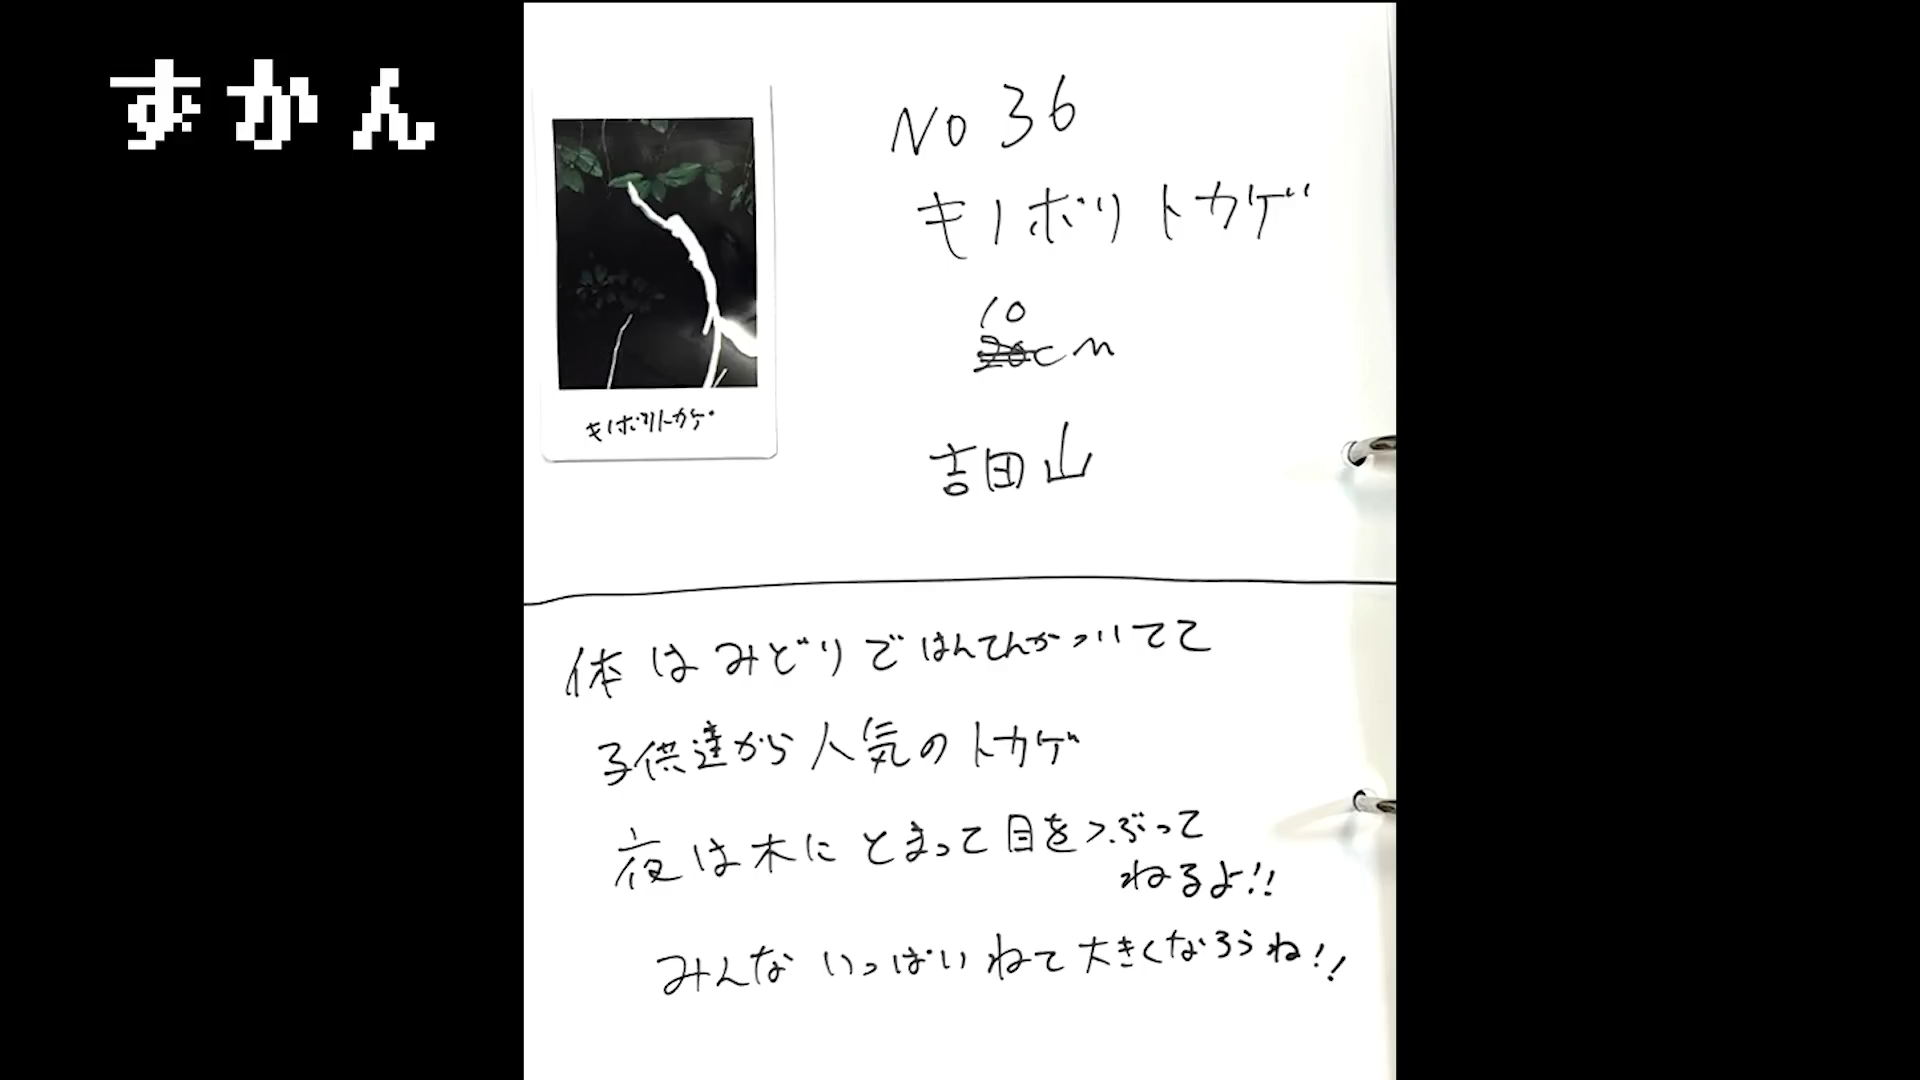 ずかん
No 36
キノボリトカゲ
10
20cm
吉田山
キノボリトカゲ
体はみどりではんてんがついてて
子供達から人気のトカゲ
夜は木にとまって目をつぶって
ねるよ!!
みんないっぱいねて大きくなろうね!!